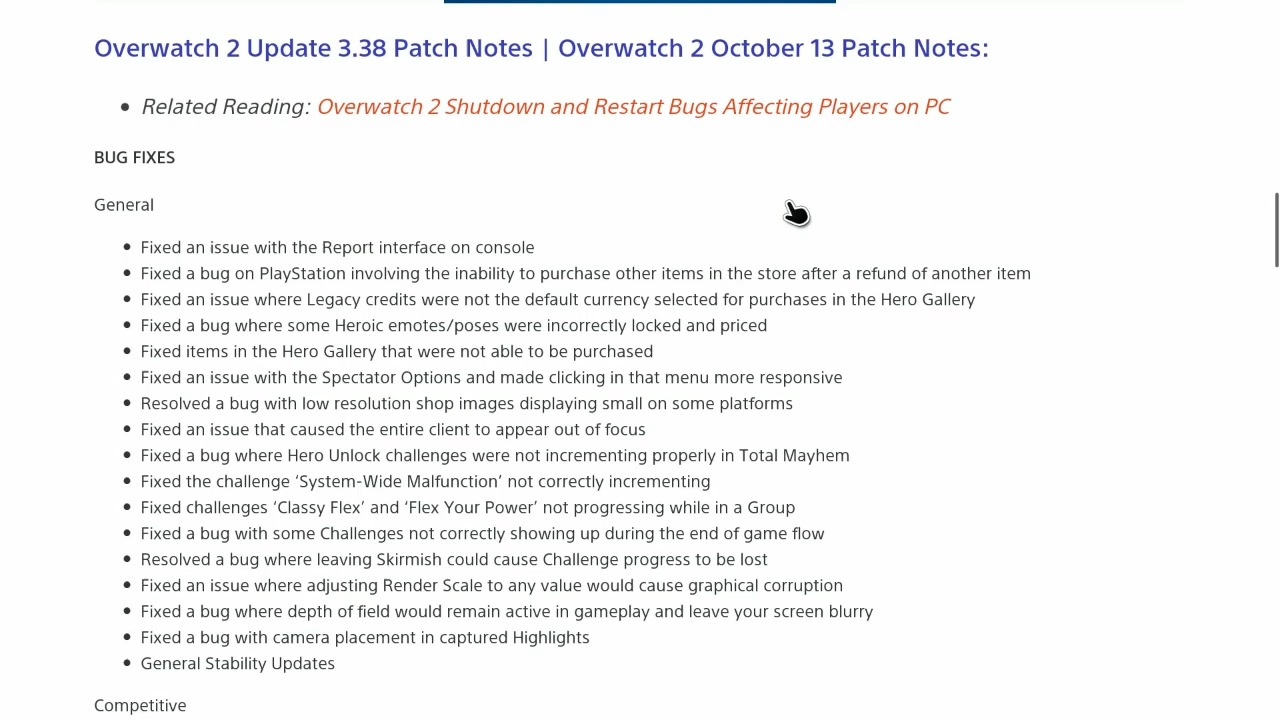 Overwatch 2 Update 3.38 Patch Notes | Overwatch 2 October 13 Patch Notes:
• Related Reading: Overwatch 2 Shutdown and Restart Bugs Affecting Players on PC
BUG FIXES
General
• Fixed an issue with the Report interface on console
• Fixed a bug on PlayStation involving the inability to purchase other items in the store after a refund of another item
• Fixed an issue where Legacy credits were not the default currency selected for purchases in the Hero Gallery
• Fixed a bug where some Heroic emotes/poses were incorrectly locked and priced
• Fixed items in the Hero Gallery that were not able to be purchased
• Fixed an issue with the Spectator Options and made clicking in that menu more responsive
• Resolved a bug with low resolution shop images displaying small on some platforms
• Fixed an issue that caused the entire client to appear out of focus
• Fixed a bug where Hero Unlock challenges were not incrementing properly in Total Mayhem
• Fixed the challenge ‘System-Wide Malfunction’ not correctly incrementing
• Fixed challenges ‘Classy Flex’ and ‘Flex Your Power’ not progressing while in a Group
• Fixed a bug with some Challenges not correctly showing up during the end of game flow
• Resolved a bug where leaving Skirmish could cause Challenge progress to be lost
• Fixed an issue where adjusting Render Scale to any value would cause graphical corruption
• Fixed a bug where depth of field would remain active in gameplay and leave your screen blurry
• Fixed a bug with camera placement in captured Highlights
• General Stability Updates
Competitive